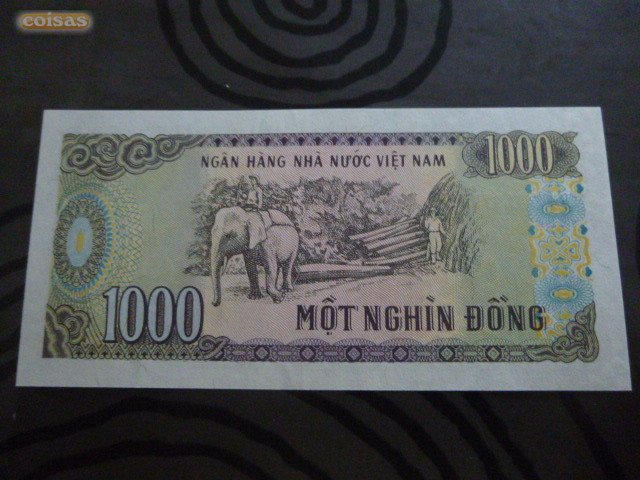 coisas
NGÂN HÀNG NHÀ NƯỚC VIỆT NAM
1000
1000
MỘT NGHÌN ĐỒNG